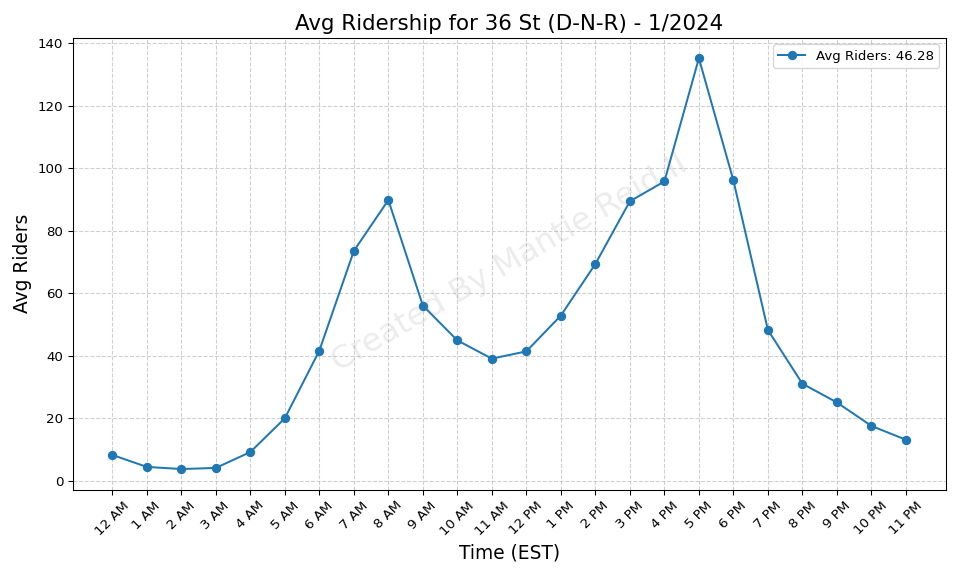 Avg Ridership for 36 St (D-N-R) - 1/2024
Avg Riders: 46.28
140
120
100
80
60
40
20
0
Avg Riders
12 AM
1 AM
2 AM
3 AM
4 AM
5 AM
6 AM
7 AM
8 AM
9 AM
10 AM
11 AM
12 PM
1 PM
2 PM
3 PM
4 PM
5 PM
6 PM
7 PM
8 PM
9 PM
10 PM
11 PM
Time (EST)
Created By Mantle